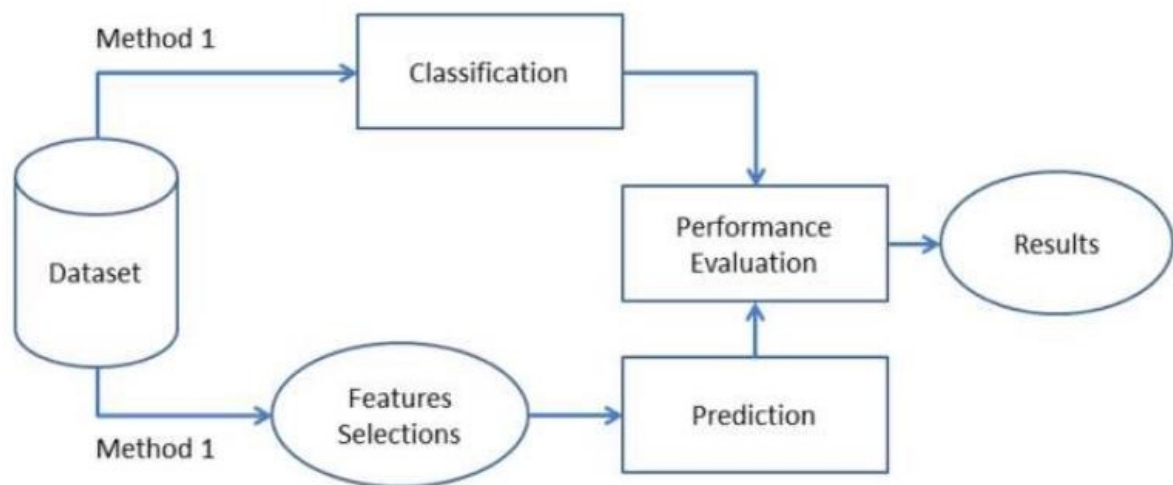 Method 1
Classification
Performance
Evaluation
Results
Dataset
Features
Selections
Prediction
Method 1